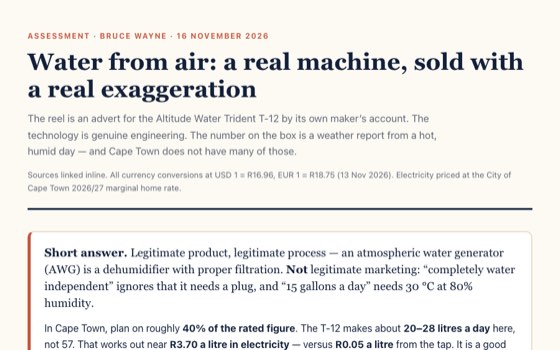 ASSESSMENT · BRUCE WAYNE · 16 NOVEMBER 2026
Water from air: a real machine, sold with
a real exaggeration
The reel is an advert for the Altitude Water Trident T-12 by its own maker's account. The
technology is genuine engineering. The number on the box is a weather report from a hot,
humid day — and Cape Town does not have many of those.
Sources linked inline. All currency conversions at USD 1 = R16.96, EUR 1 = R18.75 (13 Nov 2026). Electricity priced at the City of
Cape Town 2026/27 marginal home rate.
Short answer. Legitimate product, legitimate process — an atmospheric water generator
(AWG) is a dehumidifier with proper filtration. Not legitimate marketing: “completely water
independent” ignores that it needs a plug, and “15 gallons a day” needs 30 °C at 80%
humidity.
In Cape Town, plan on roughly 40% of the rated figure. The T-12 makes about 20–28 litres a day here,
not 57. That works out near R3.70 a litre in electricity — versus R0.05 a litre from the tap. It is a good